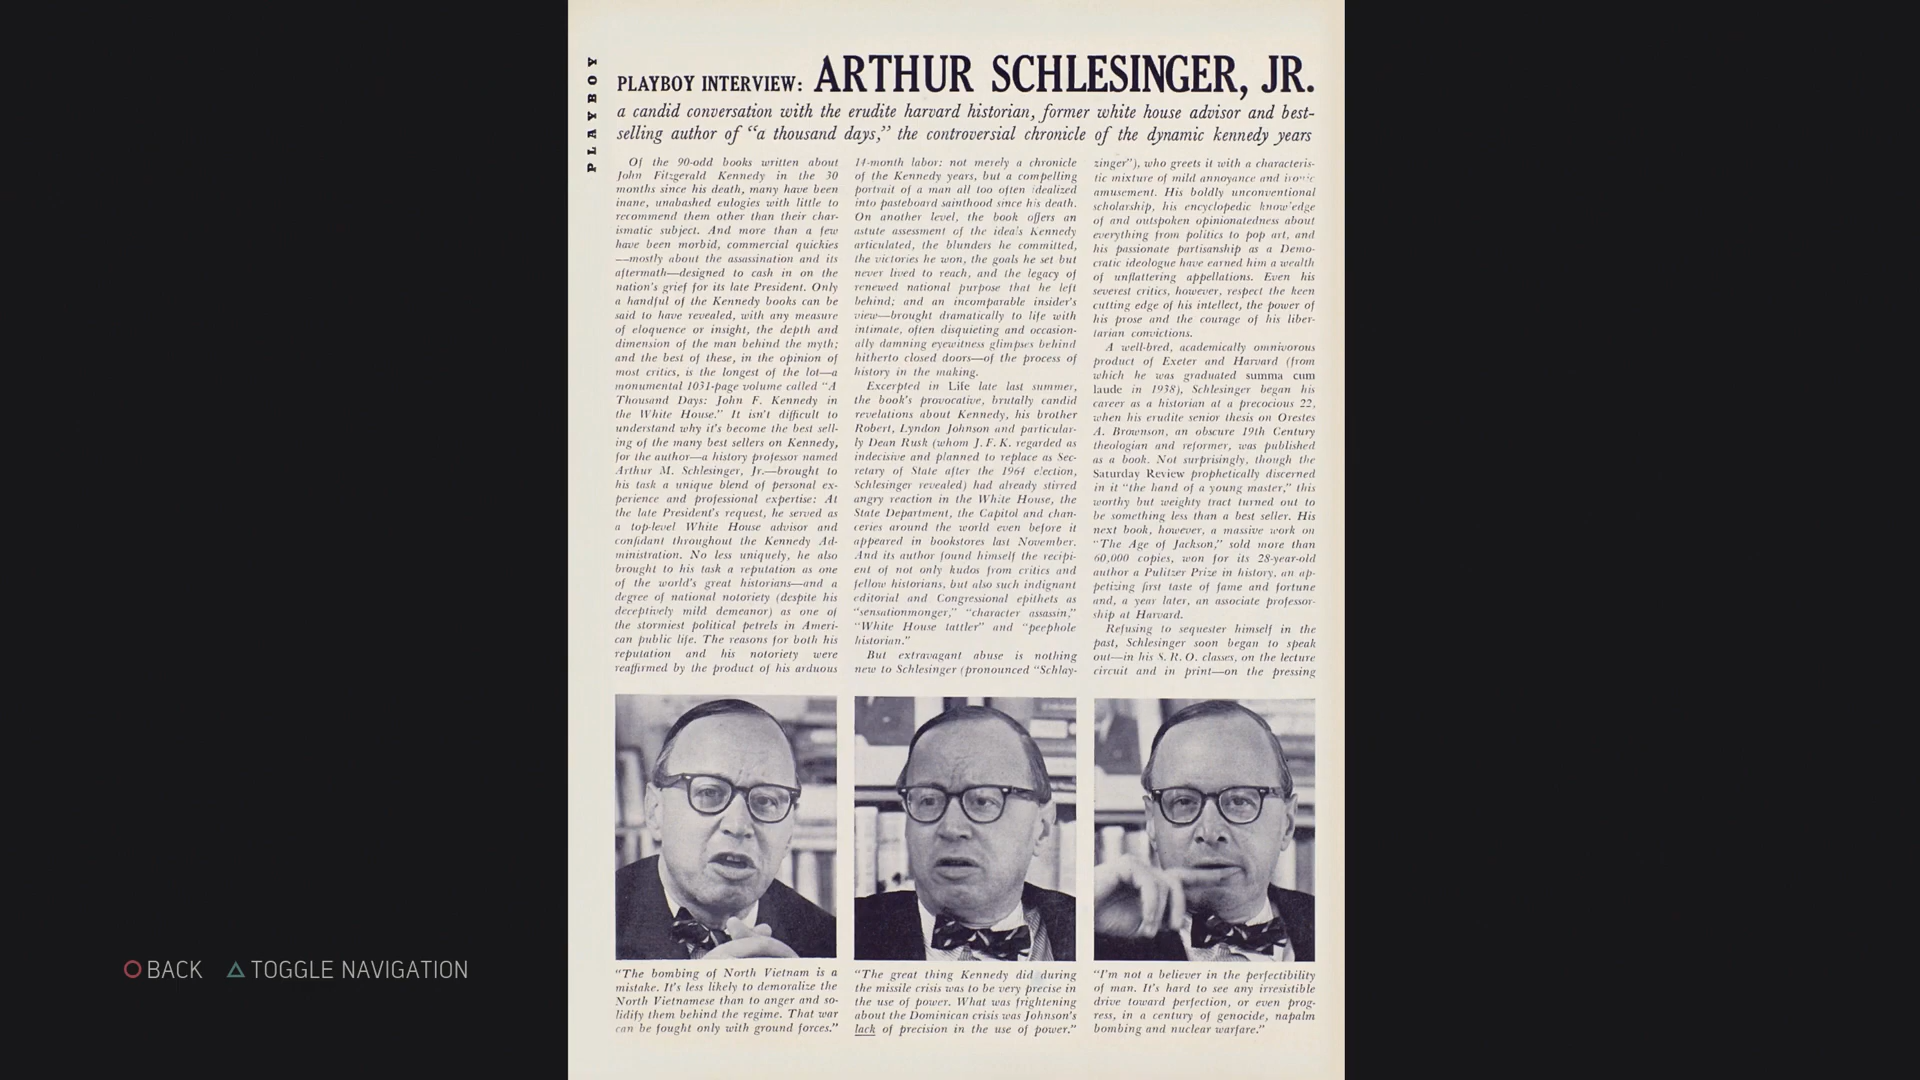 PLAYBOY
PLAYBOY INTERVIEW: ARTHUR SCHLESINGER, JR.
a candid conversation with the erudite harvard historian, former white house advisor and best-
selling author of “a thousand days,” the controversial chronicle of the dynamic kennedy years
Of the 90-odd books written about
John Fitzgerald Kennedy in the 30
months since his death, many have been
inane, unabashed eulogies with little to
recommend them other than their char-
ismatic subject. And more than a few
have been morbid, commercial quickies
—mostly about the assassination and its
aftermath—designed to cash in on the
nation's grief for its late President. Only
a handful of the Kennedy books can be
said to have revealed, with any measure
of eloquence or insight, the depth and
dimension of the man behind the myth;
and the best of these, in the opinion of
most critics, is the longest of the lot—a
monumental 1031-page volume called “A
Thousand Days: John F. Kennedy in
the White House.” It isn't difficult to
understand why it's become the best sell-
ing of the many best sellers on Kennedy,
for the author—a history professor named
Arthur M. Schlesinger, Jr.—brought to
his task a unique blend of personal ex-
perience and professional expertise: At
the late President's request, he served as
a top-level White House advisor and
confidant throughout the Kennedy Ad-
ministration. No less uniquely, he also
brought to his task a reputation as one
of the world's great historians—and a
degree of national notoriety (despite his
deceptively mild demeanor) as one of
the stormiest political petrels in Ameri-
can public life. The reasons for both his
reputation and his notoriety were
reaffirmed by the product of his arduous
14-month labor: not merely a chronicle
of the Kennedy years, but a compelling
portrait of a man all too often idealized
into pasteboard sainthood since his death.
On another level, the book offers an
astute assessment of the ideals Kennedy
articulated, the blunders he committed,
the victories he won, the goals he set but
never lived to reach, and the legacy of
renewed national purpose that he left
behind; and an incomparable insider's
view—brought dramatically to life with
intimate, often disquieting and occasion-
ally damning eyewitness glimpses behind
hitherto closed doors—of the process of
history in the making.
Excerpted in Life late last summer,
the book's provocative, brutally candid
revelations about Kennedy, his brother
Robert, Lyndon Johnson and particular-
ly Dean Rusk (whom J. F. K. regarded as
indecisive and planned to replace as Sec-
retary of State after the 1964 election,
Schlesinger revealed) had already stirred
angry reaction in the White House, the
State Department, the Capitol and chan-
ceries around the world even before it
appeared in bookstores last November.
And its author found himself the recipi-
ent of not only kudos from critics and
fellow historians, but also such indignant
editorial and Congressional epithets as
“sensationmonger,” “character assassin,”
“White House tattler” and “peephole
historian.”
But extravagant abuse is nothing
new to Schlesinger (pronounced “Schlay-
zinger”), who greets it with a characteris-
tic mixture of mild annoyance and ironic
amusement. His boldly unconventional
scholarship, his encyclopedic knowledge
of and outspoken opinionatedness about
everything from politics to pop art, and
his passionate partisanship as a Demo-
cratic ideologue have earned him a wealth
of unflattering appellations. Even his
severest critics, however, respect the keen
cutting edge of his intellect, the power of
his prose and the courage of his liber-
tarian convictions.
A well-bred, academically omnivorous
product of Exeter and Harvard (from
which he was graduated summa cum
laude in 1938), Schlesinger began his
career as a historian at a precocious 22,
when his erudite senior thesis on Orestes
A. Brownson, an obscure 19th Century
theologian and reformer, was published
as a book. Not surprisingly, though the
Saturday Review prophetically discerned
in it “the hand of a young master,” this
worthy but weighty tract turned out to
be something less than a best seller. His
next book, however, a massive work on
“The Age of Jackson,” sold more than
60,000 copies, won for its 28-year-old
author a Pulitzer Prize in history, an ap-
petizing first taste of fame and fortune
and, a year later, an associate professor-
ship at Harvard.
Refusing to sequester himself in the
past, Schlesinger soon began to speak
out—in his S. R. O. classes, on the lecture
circuit and in print—on the pressing
“The bombing of North Vietnam is a
mistake. It's less likely to demoralize the
North Vietnamese than to anger and so-
lidify them behind the regime. That war
can be fought only with ground forces.”
“The great thing Kennedy did during
the missile crisis was to be very precise in
the use of power. What was frightening
about the Dominican crisis was Johnson's
lack of precision in the use of power.”
“I'm not a believer in the perfectibility
of man. It's hard to see any irresistible
drive toward perfection, or even prog-
ress, in a century of genocide, napalm
bombing and nuclear warfare.”
BACK TOGGLE NAVIGATION